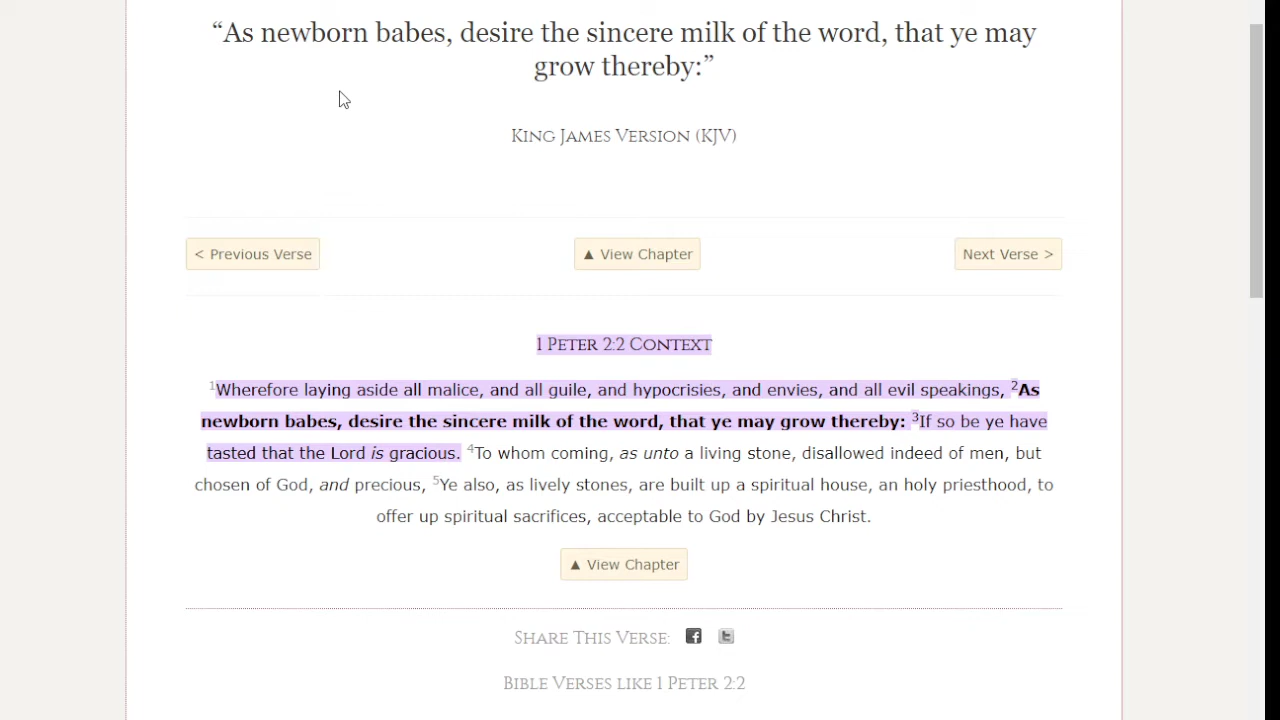 “As newborn babes, desire the sincere milk of the word, that ye may
grow thereby:”
King James Version (KJV)
< Previous Verse
▲ View Chapter
Next Verse >
1 Peter 2:2 Context
1Wherefore laying aside all malice, and all guile, and hypocrisies, and envies, and all evil speakings, 2As
newborn babes, desire the sincere milk of the word, that ye may grow thereby: 3If so be ye have
tasted that the Lord is gracious. 4To whom coming, as unto a living stone, disallowed indeed of men, but
chosen of God, and precious, 5Ye also, as lively stones, are built up a spiritual house, an holy priesthood, to
offer up spiritual sacrifices, acceptable to God by Jesus Christ.
▲ View Chapter
Share This Verse:
Bible Verses like 1 Peter 2:2